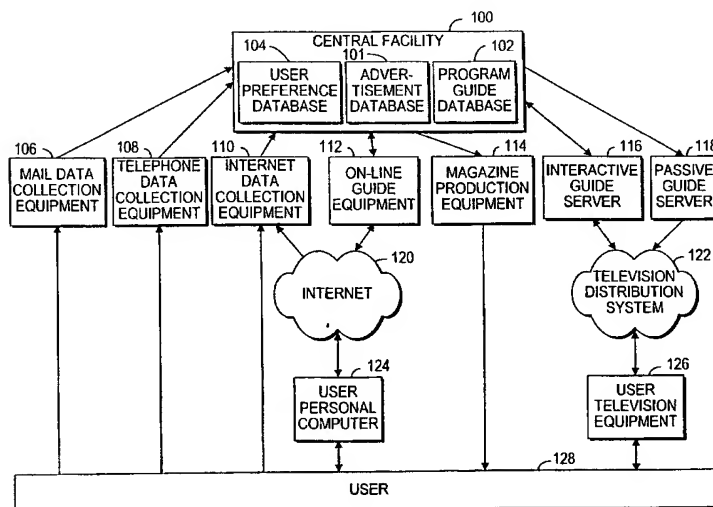 100
CENTRAL FACILITY
104
101
102
USER
PREFERENCE
DATABASE
ADVER-
TISEMENT
DATABASE
PROGRAM
GUIDE
DATABASE
106
108
110
112
114
116
118
MAIL DATA
COLLECTION
EQUIPMENT
TELEPHONE
DATA
COLLECTION
EQUIPMENT
INTERNET
DATA
COLLECTION
EQUIPMENT
ON-LINE
GUIDE
EQUIPMENT
MAGAZINE
PRODUCTION
EQUIPMENT
INTERACTIVE
GUIDE
SERVER
PASSIVE
GUIDE
SERVER
120
INTERNET
122
TELEVISION
DISTRIBUTION
SYSTEM
124
USER
PERSONAL
COMPUTER
126
USER
TELEVISION
EQUIPMENT
128
USER